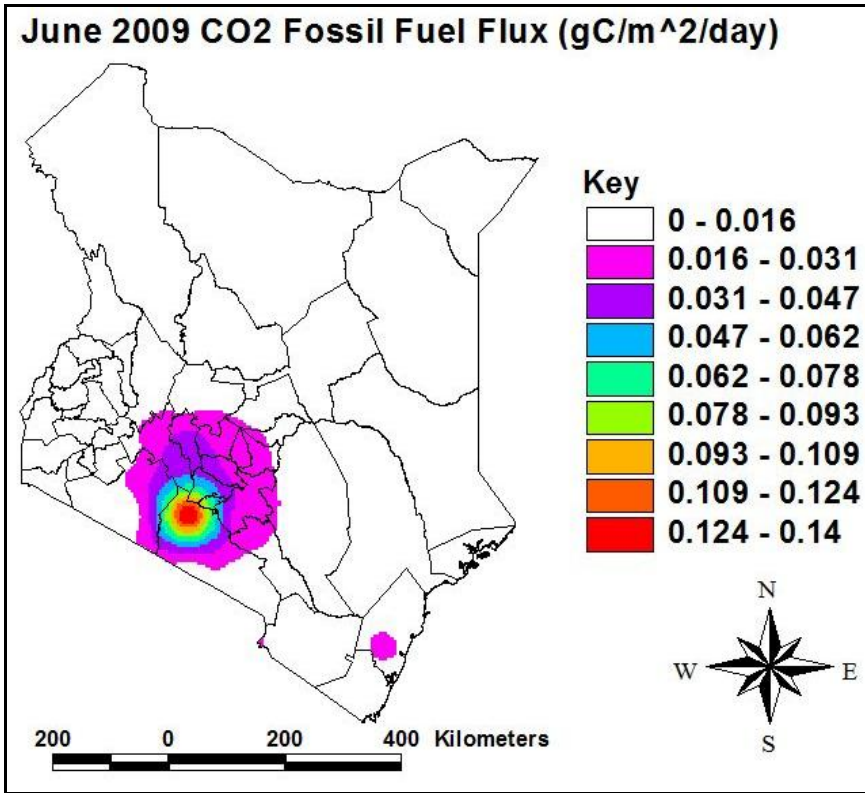 June 2009 CO2 Fossil Fuel Flux (gC/m^2/day)
Key
0 - 0.016
0.016 - 0.031
0.031 - 0.047
0.047 - 0.062
0.062 - 0.078
0.078 - 0.093
0.093 - 0.109
0.109 - 0.124
0.124 - 0.14
N
W E
S
200 0 200 400 Kilometers